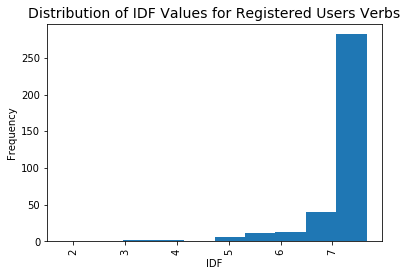 Distribution of IDF Values for Registered Users Verbs
250
200
150
100
50
0
Frequency
2 3 4 5 6 7
IDF